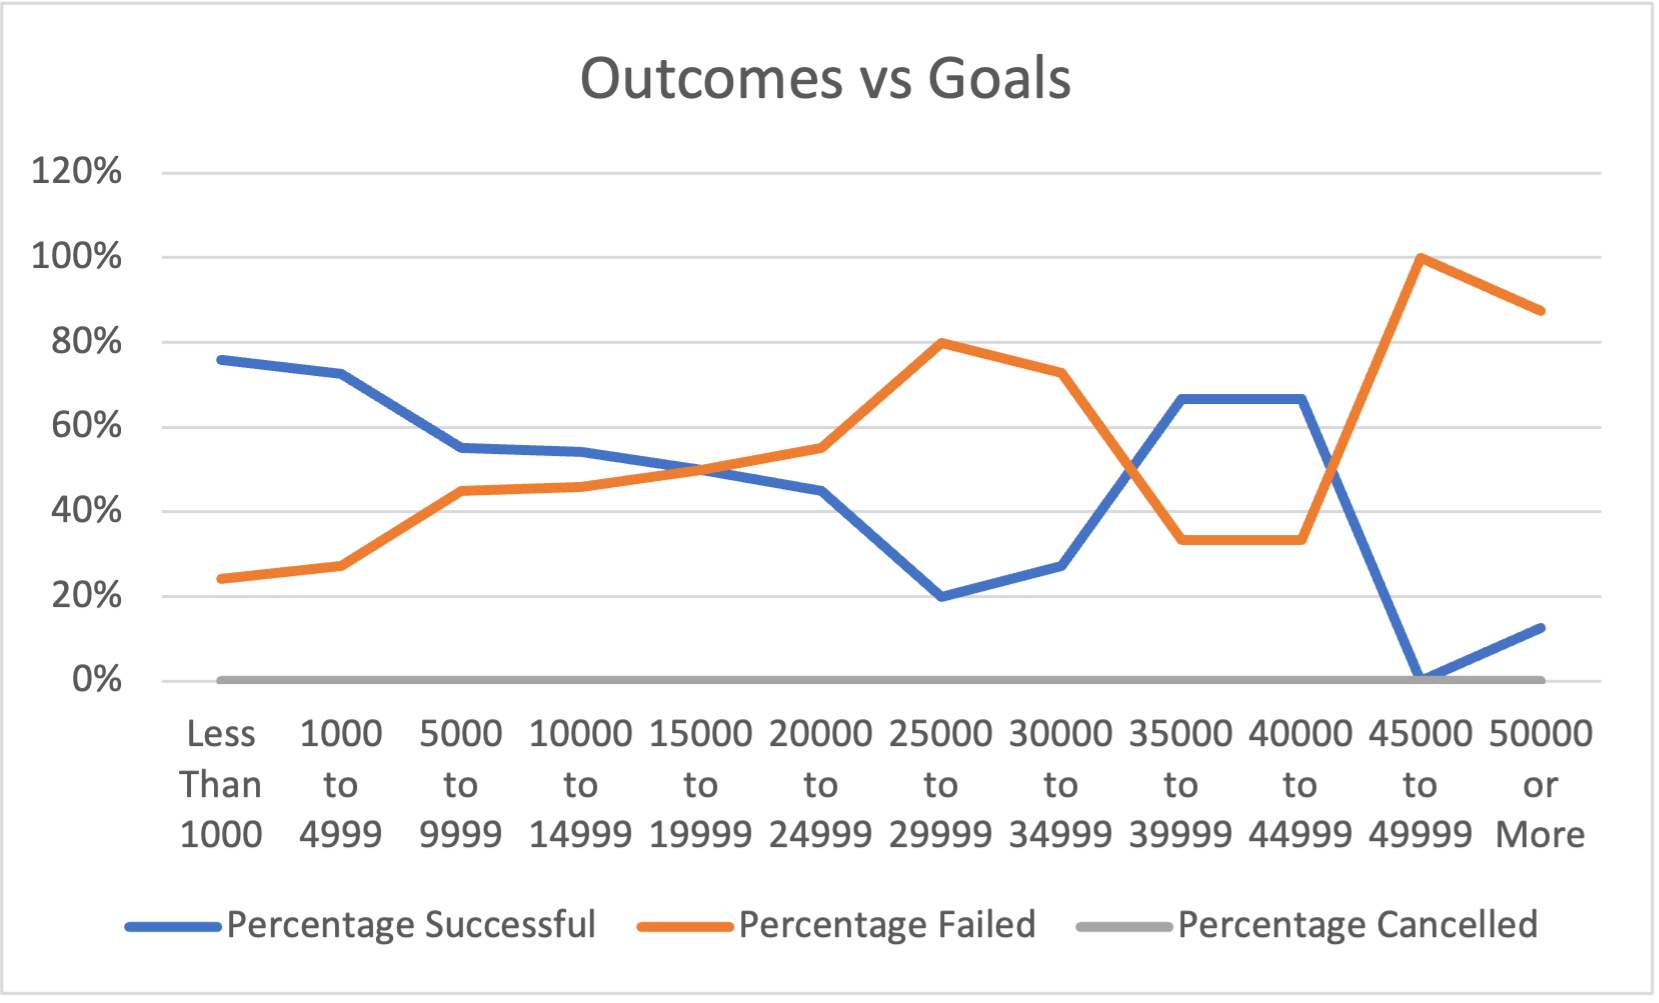 Outcomes vs Goals
120%
100%
80%
60%
40%
20%
0%
Less Than 1000
1000 to 4999
5000 to 9999
10000 to 14999
15000 to 19999
20000 to 24999
25000 to 29999
30000 to 34999
35000 to 39999
40000 to 44999
45000 to 49999
50000 or More
Percentage Successful
Percentage Failed
Percentage Cancelled